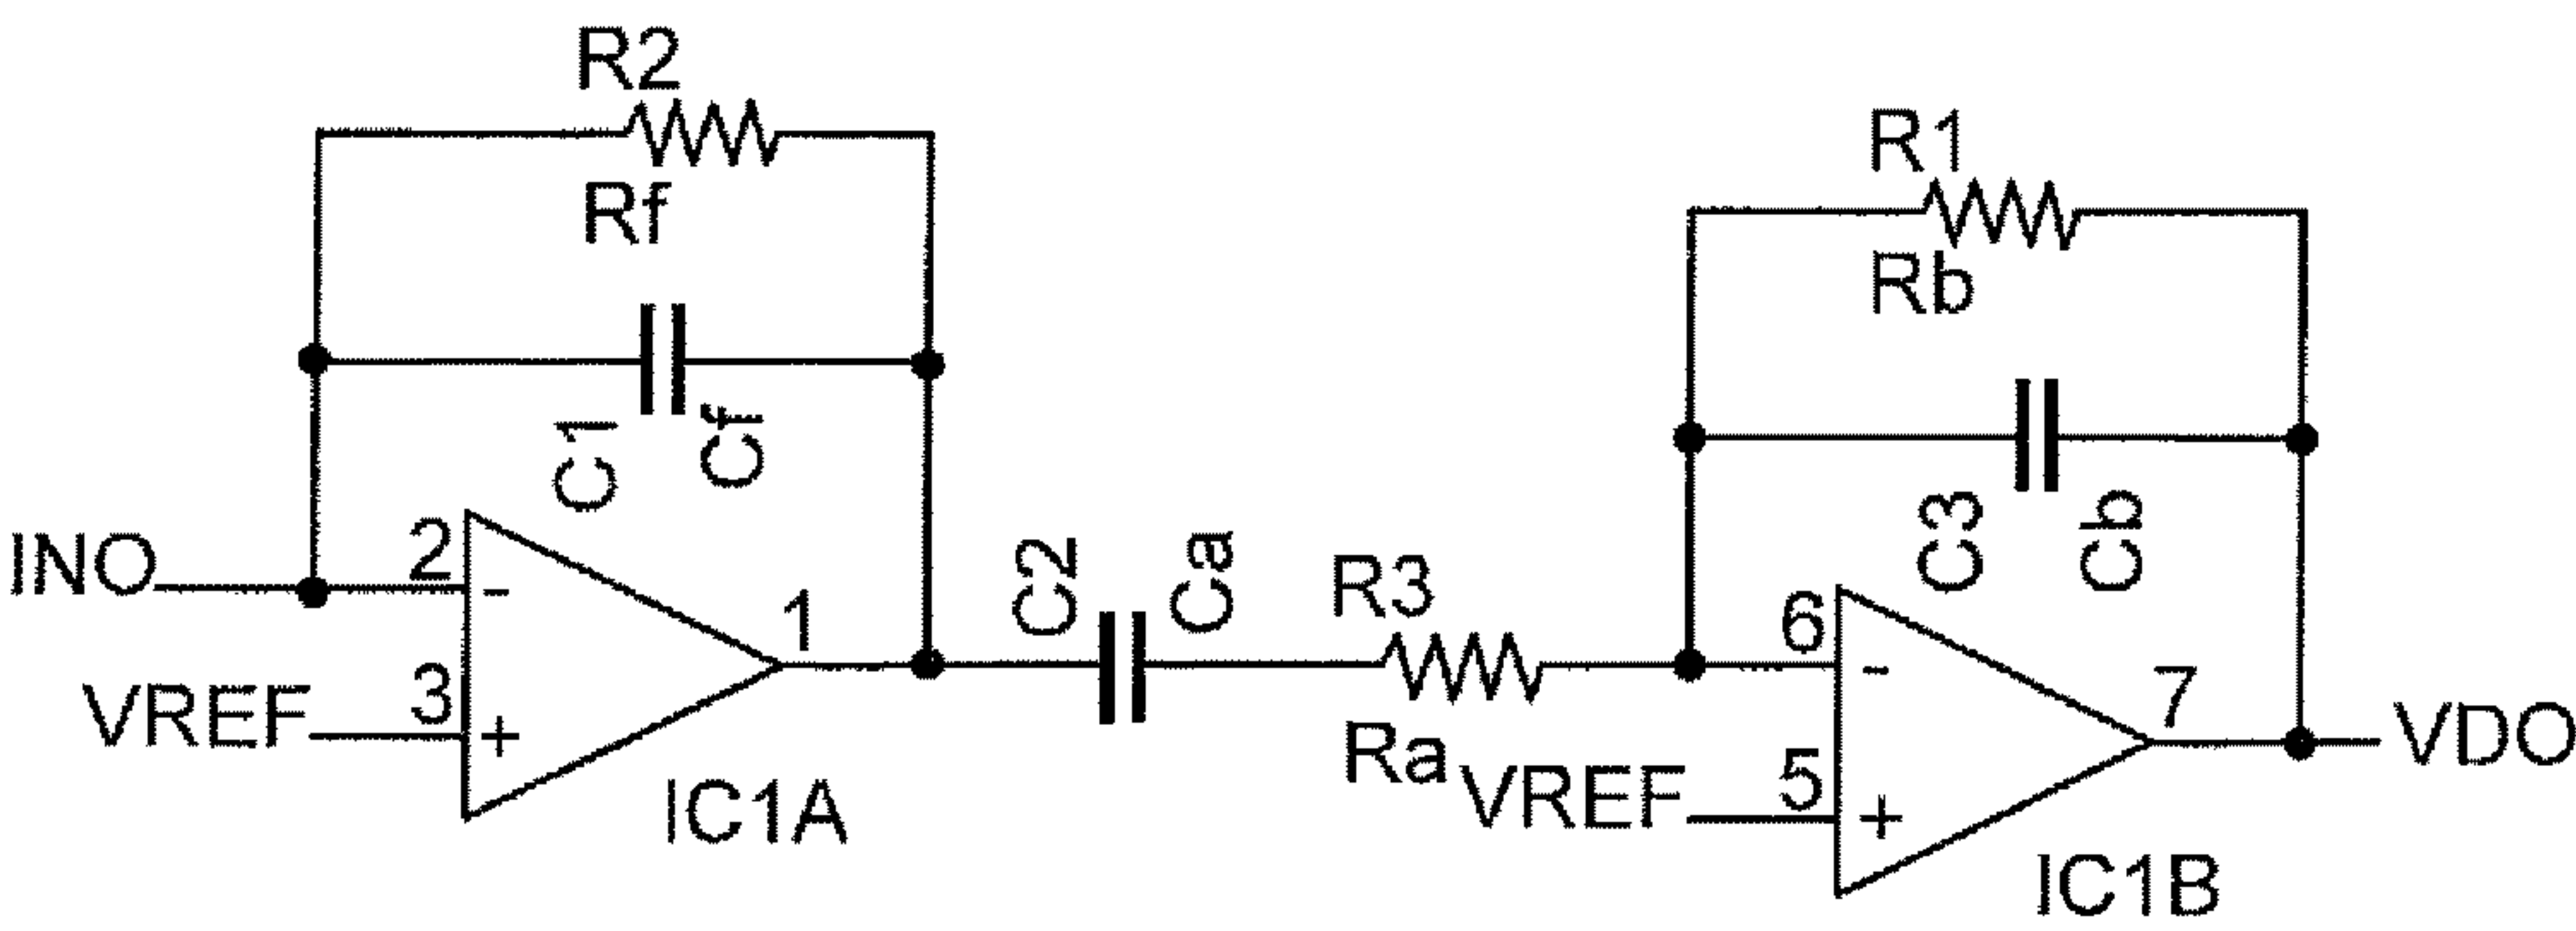 R2
Rf
C1
Cf
INO
2
-
VREF
3
+
1
IC1A
C2
Ca
R3
Ra
R1
Rb
C3
Cb
6
-
VREF
5
+
7
VDO
IC1B